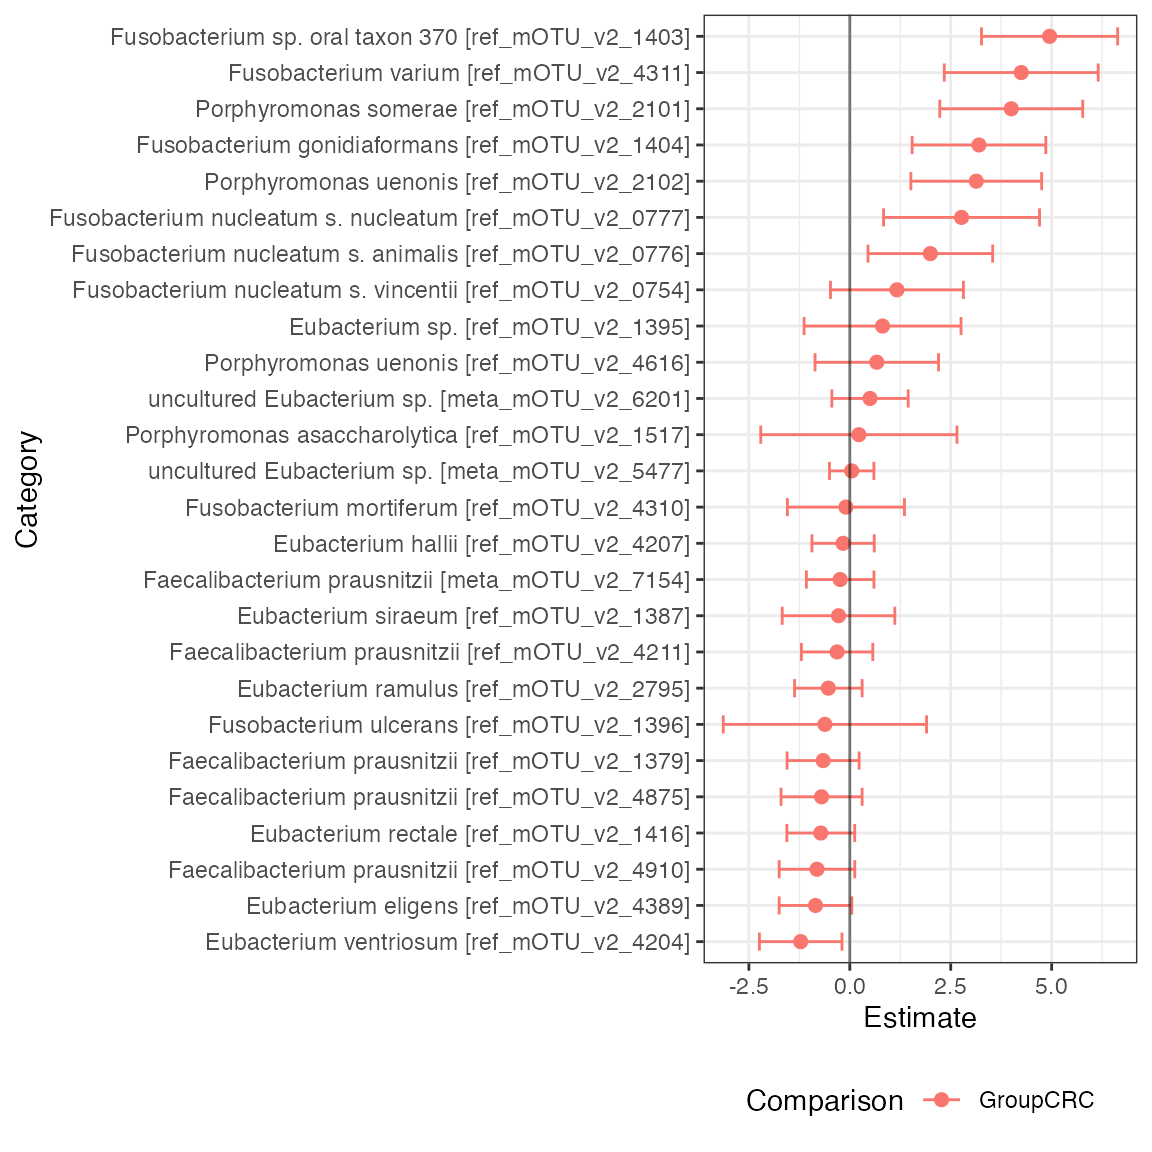 Fusobacterium sp. oral taxon 370 [ref_mOTU_v2_1403]
Fusobacterium varium [ref_mOTU_v2_4311]
Porphyromonas somerae [ref_mOTU_v2_2101]
Fusobacterium gonidiaformans [ref_mOTU_v2_1404]
Porphyromonas uenonis [ref_mOTU_v2_2102]
Fusobacterium nucleatum s. nucleatum [ref_mOTU_v2_0777]
Fusobacterium nucleatum s. animalis [ref_mOTU_v2_0776]
Fusobacterium nucleatum s. vincentii [ref_mOTU_v2_0754]
Eubacterium sp. [ref_mOTU_v2_1395]
Porphyromonas uenonis [ref_mOTU_v2_4616]
uncultured Eubacterium sp. [meta_mOTU_v2_6201]
Porphyromonas asaccharolytica [ref_mOTU_v2_1517]
uncultured Eubacterium sp. [meta_mOTU_v2_5477]
Fusobacterium mortiferum [ref_mOTU_v2_4310]
Eubacterium hallii [ref_mOTU_v2_4207]
Faecalibacterium prausnitzii [meta_mOTU_v2_7154]
Eubacterium siraeum [ref_mOTU_v2_1387]
Faecalibacterium prausnitzii [ref_mOTU_v2_4211]
Eubacterium ramulus [ref_mOTU_v2_2795]
Fusobacterium ulcerans [ref_mOTU_v2_1396]
Faecalibacterium prausnitzii [ref_mOTU_v2_1379]
Faecalibacterium prausnitzii [ref_mOTU_v2_4875]
Eubacterium rectale [ref_mOTU_v2_1416]
Faecalibacterium prausnitzii [ref_mOTU_v2_4910]
Eubacterium eligens [ref_mOTU_v2_4389]
Eubacterium ventriosum [ref_mOTU_v2_4204]
Category
-2.5 0.0 2.5 5.0
Estimate
Comparison GroupCRC